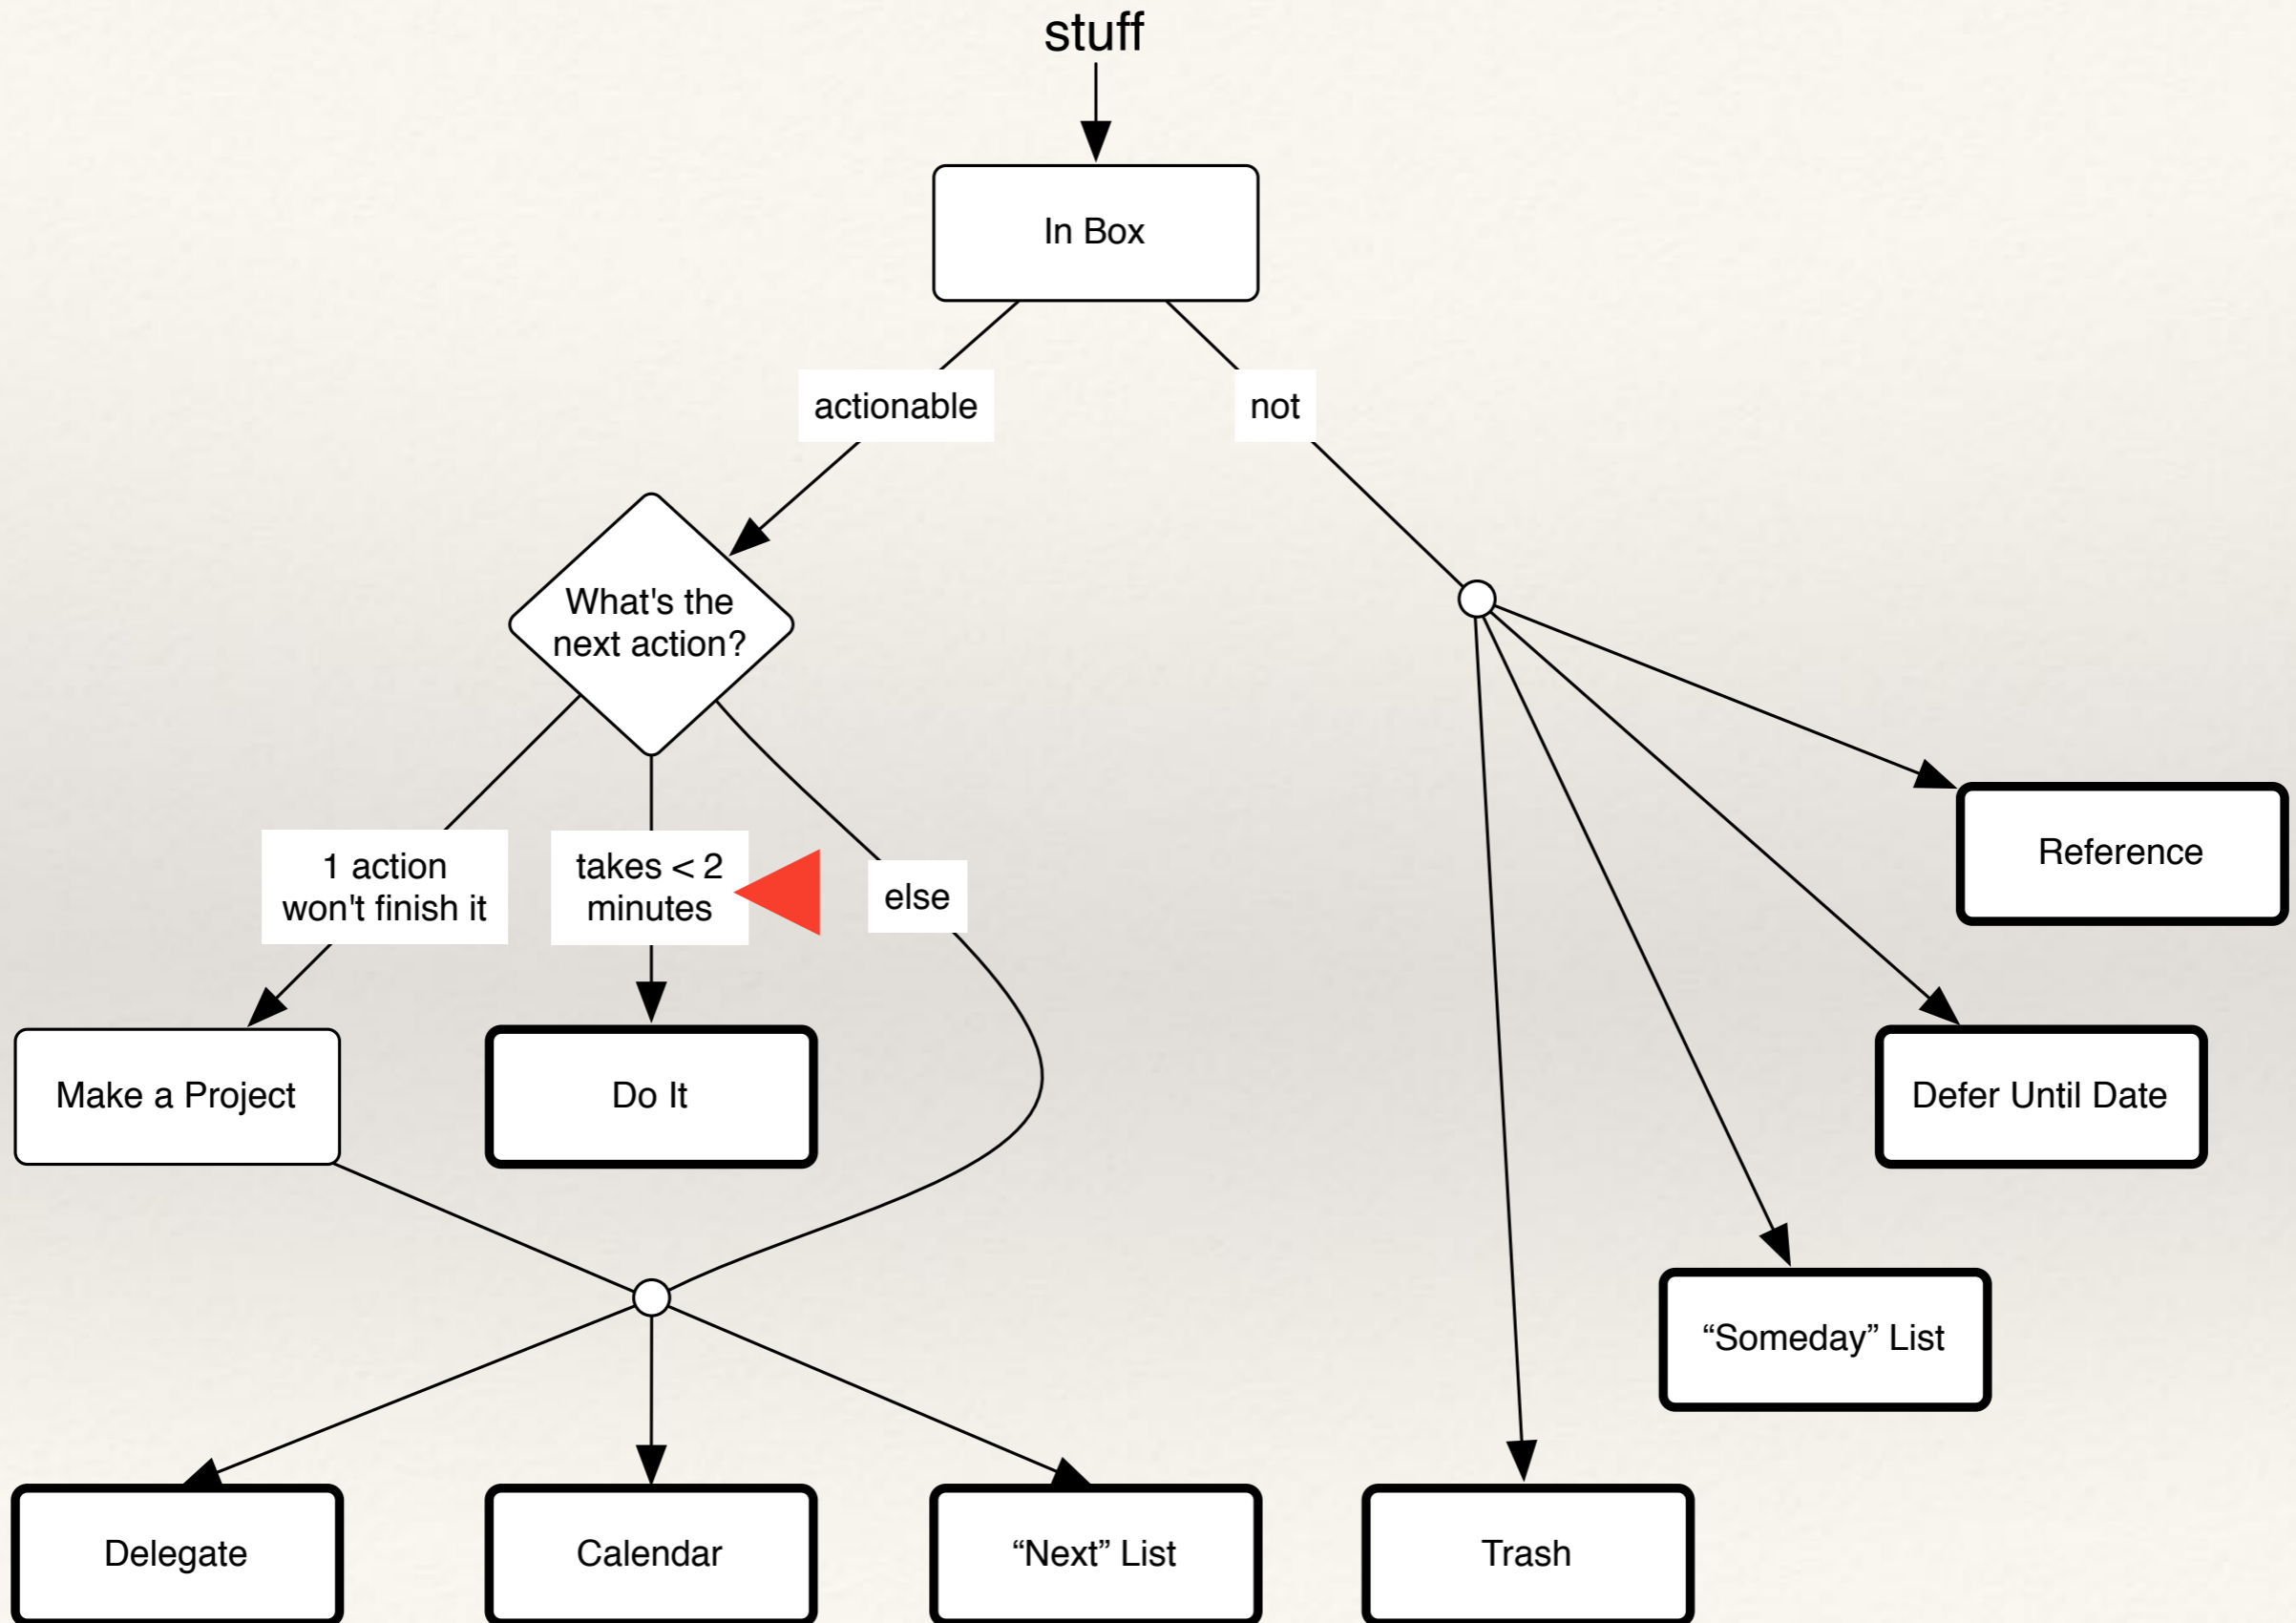 stuff
In Box
actionable
not
What's the
next action?
1 action
won't finish it
takes < 2
minutes
else
Reference
Make a Project
Do It
Defer Until Date
“Someday” List
Delegate
Calendar
“Next” List
Trash